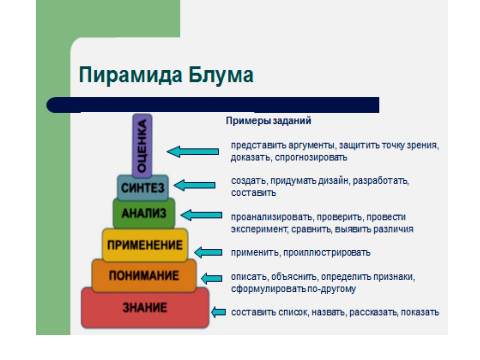 Пирамида Блума
Примеры заданий
ОЦЕНКА
представить аргументы, защитить точку зрения,
доказать, спрогнозировать
СИНТЕЗ
создать, придумать дизайн, разработать,
составить
АНАЛИЗ
проанализировать, проверить, провести
эксперимент, сравнить, выявить различия
ПРИМЕНЕНИЕ
применить, проиллюстрировать
ПОНИМАНИЕ
описать, объяснить, определить признаки,
сформулировать по-другому
ЗНАНИЕ
составить список, назвать, рассказать, показать